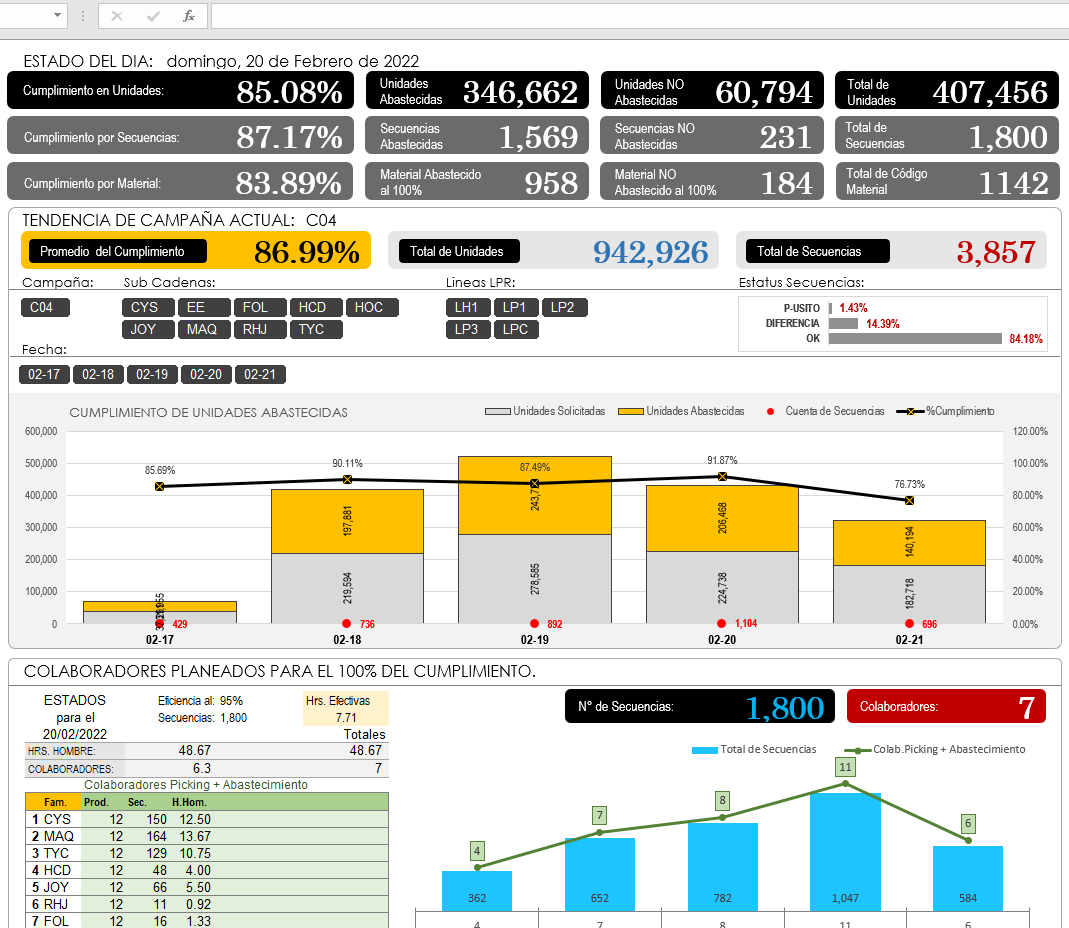 fx
ESTADO DEL DIA: domingo, 20 de Febrero de 2022
Cumplimiento en Unidades: 85.08% Unidades Abastecidas 346,662 Unidades NO Abastecidas 60,794 Total de Unidades 407,456
Cumplimiento por Secuencias: 87.17% Secuencias Abastecidas 1,569 Secuencias NO Abastecidas 231 Total de Secuencias 1,800
Cumplimiento por Material: 83.89% Material Abastecido al 100% 958 Material NO Abastecido al 100% 184 Total de Código Material 1142
TENDENCIA DE CAMPAÑA ACTUAL: C04
Promedio del Cumplimiento 86.99% Total de Unidades 942,926 Total de Secuencias 3,857
Campaña: Sub Cadenas: Lineas LPR: Estatus Secuencias:
C04 CYS EE FOL HCD HOC LH1 LP1 LP2
JOY MAQ RHJ TYC LP3 LPC
P-USITO 1.43%
DIFERENCIA 14.39%
OK 84.18%
Fecha:
02-17 02-18 02-19 02-20 02-21
CUMPLIMIENTO DE UNIDADES ABASTECIDAS
Unidades Solicitadas Unidades Abastecidas Cuenta de Secuencias %Cumplimiento
600,000 120.00%
500,000 100.00%
400,000 80.00%
300,000 60.00%
200,000 40.00%
100,000 20.00%
0 0.00%
85.69% 90.11% 87.49% 91.87% 76.73%
197,881 206,468 140,194
219,594 278,585 224,738 182,718
429 736 892 1,104 696
02-17 02-18 02-19 02-20 02-21
COLABORADORES PLANEADOS PARA EL 100% DEL CUMPLIMIENTO.
ESTADOS
para el
20/02/2022
Eficiencia al: 95%
Secuencias: 1,800
Hrs. Efectivas
7.71
Totales
HRS. HOMBRE: 48.67 48.67
COLABORADORES: 6.3 7
Colaboradores Picking + Abastecimiento
Fam. Prod. Sec. H.Hom.
1 CYS 12 150 12.50
2 MAQ 12 164 13.67
3 TYC 12 129 10.75
4 HCD 12 48 4.00
5 JOY 12 66 5.50
6 RHJ 12 11 0.92
7 FOL 12 16 1.33
N° de Secuencias: 1,800
Colaboradores: 7
Total de Secuencias Colab.Picking + Abastecimiento
4 7 8 11 6
362 652 782 1,047 584
4 7 8 11 6